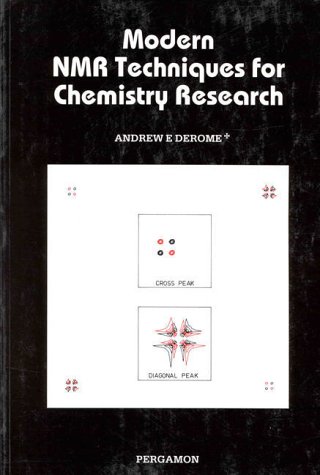 Modern
NMR Techniques for
Chemistry Research
ANDREW E DEROME+
CROSS PEAK
DIAGONAL PEAK
PERGAMON